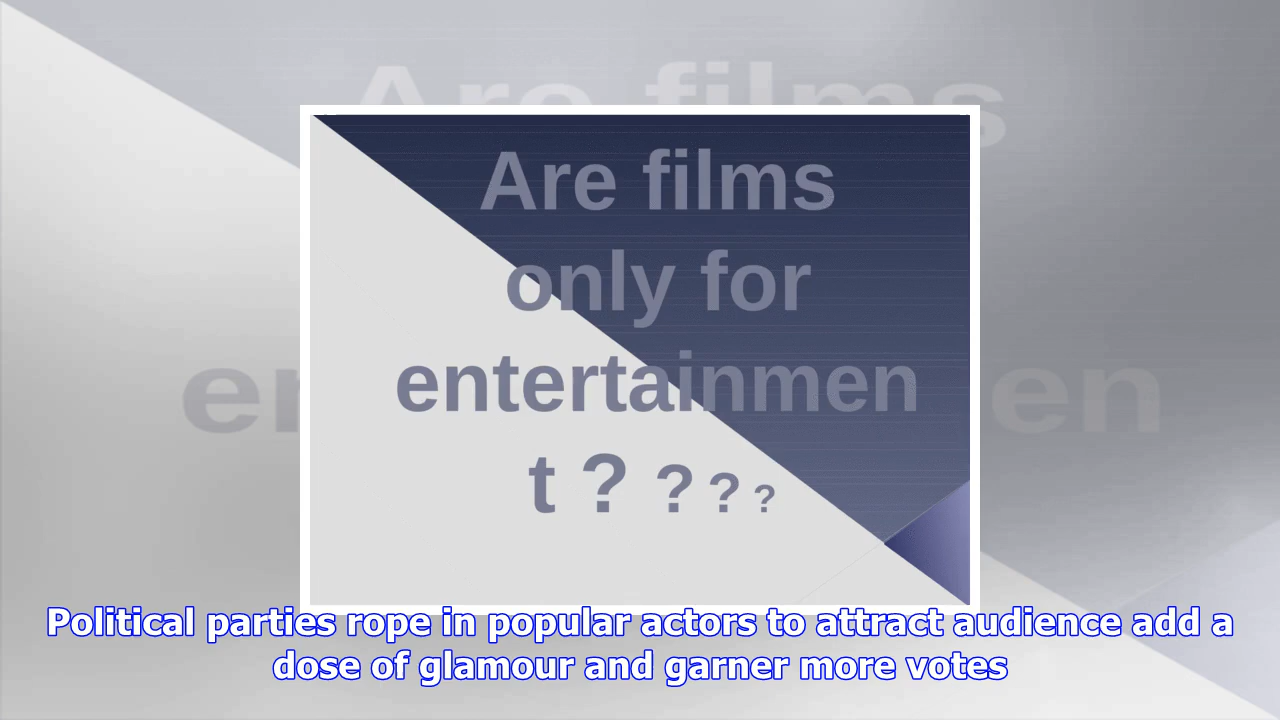 Are films
only for
entertainmen
t ? ? ? ?
Political parties rope in popular actors to attract audience add a
dose of glamour and garner more votes